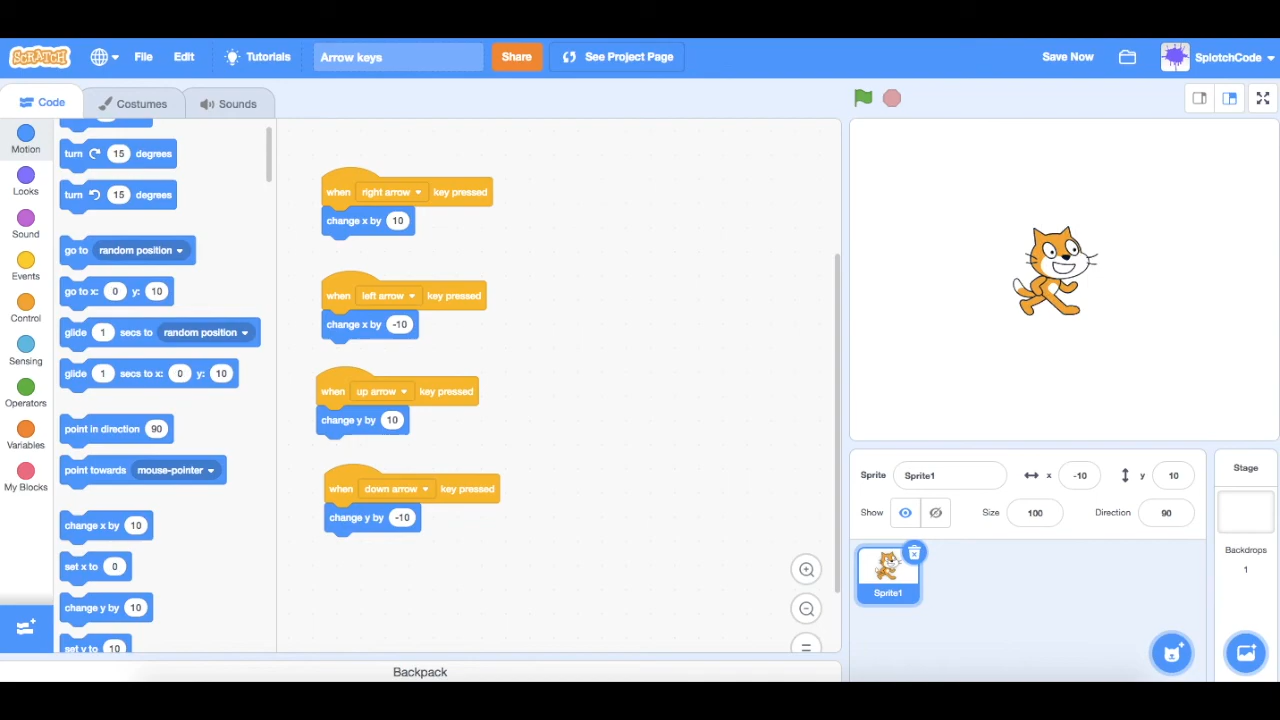 SCRATCH File Edit Tutorials Arrow keys Share See Project Page Save Now SplotchCode
Code Costumes Sounds
Motion
Looks
Sound
Events
Control
Sensing
Operators
Variables
My Blocks
turn 15 degrees
turn 15 degrees
go to random position
go to x: 0 y: 10
glide 1 secs to random position
glide 1 secs to x: 0 y: 10
point in direction 90
point towards mouse-pointer
change x by 10
set x to 0
change y by 10
set y to 10
when right arrow key pressed
change x by 10
when left arrow key pressed
change x by -10
when up arrow key pressed
change y by 10
when down arrow key pressed
change y by -10
Backpack
Sprite Sprite1 x -10 y 10
Show Size 100 Direction 90
Sprite1
Stage
Backdrops
1